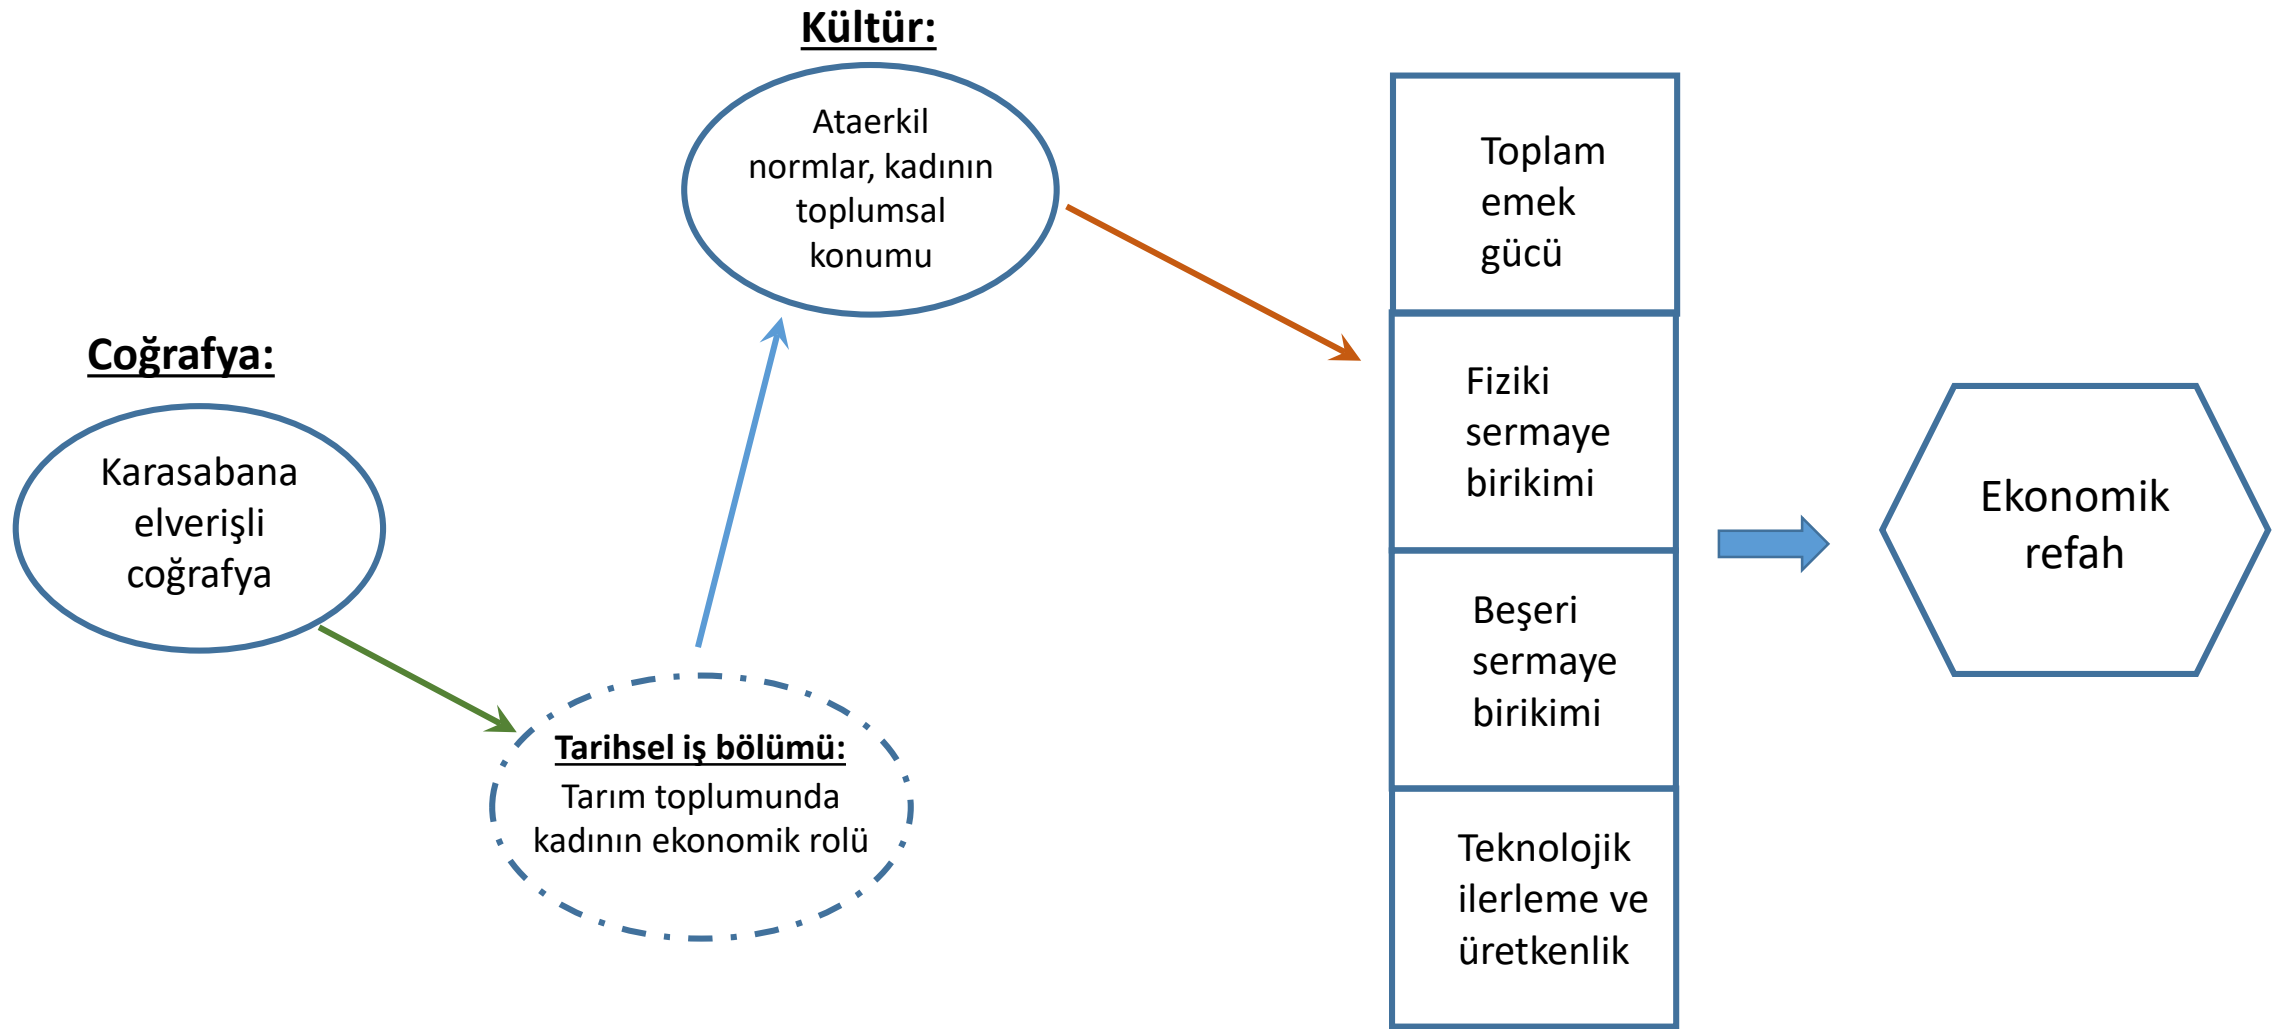 Kültür:
Ataerkil
normlar, kadının
toplumsal
konumu
Coğrafya:
Karasabana
elverişli
coğrafya
Tarihsel iş bölümü:
Tarım toplumunda
kadının ekonomik rolü
Toplam
emek
gücü
Fiziki
sermaye
birikimi
Beşeri
sermaye
birikimi
Teknolojik
ilerleme ve
üretkenlik
Ekonomik
refah